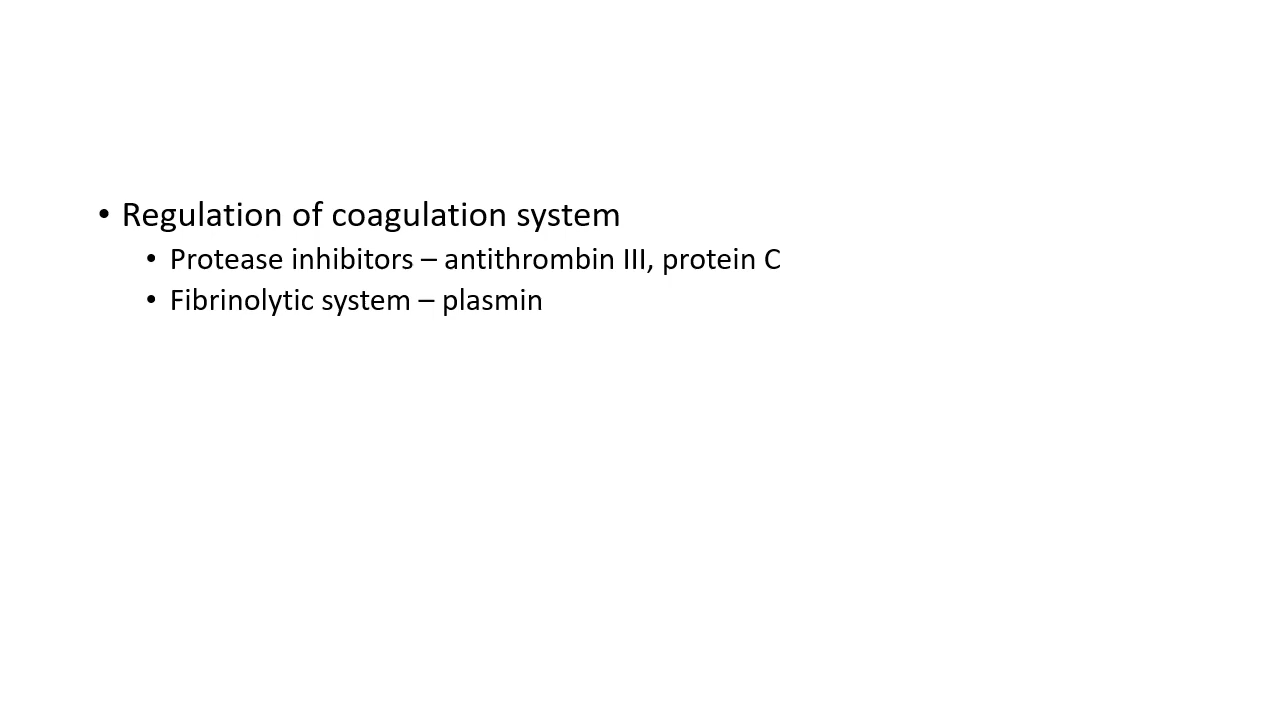 • Regulation of coagulation system
• Protease inhibitors – antithrombin III, protein C
• Fibrinolytic system – plasmin